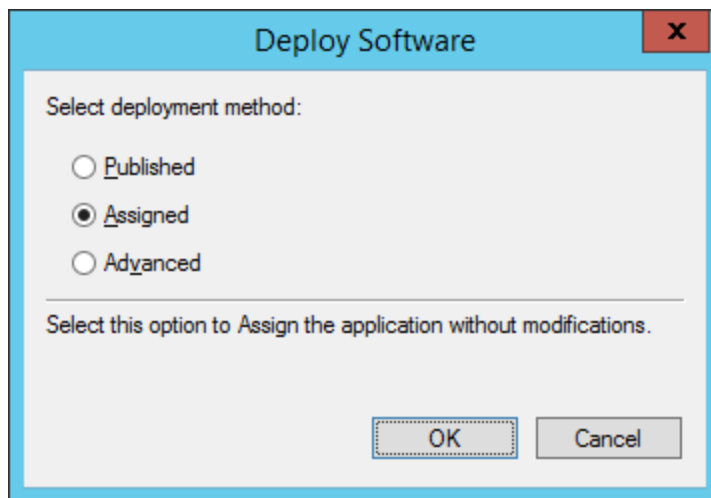 Deploy Software
x
Select deployment method:
Published
Assigned
Advanced
Select this option to Assign the application without modifications.
OK
Cancel